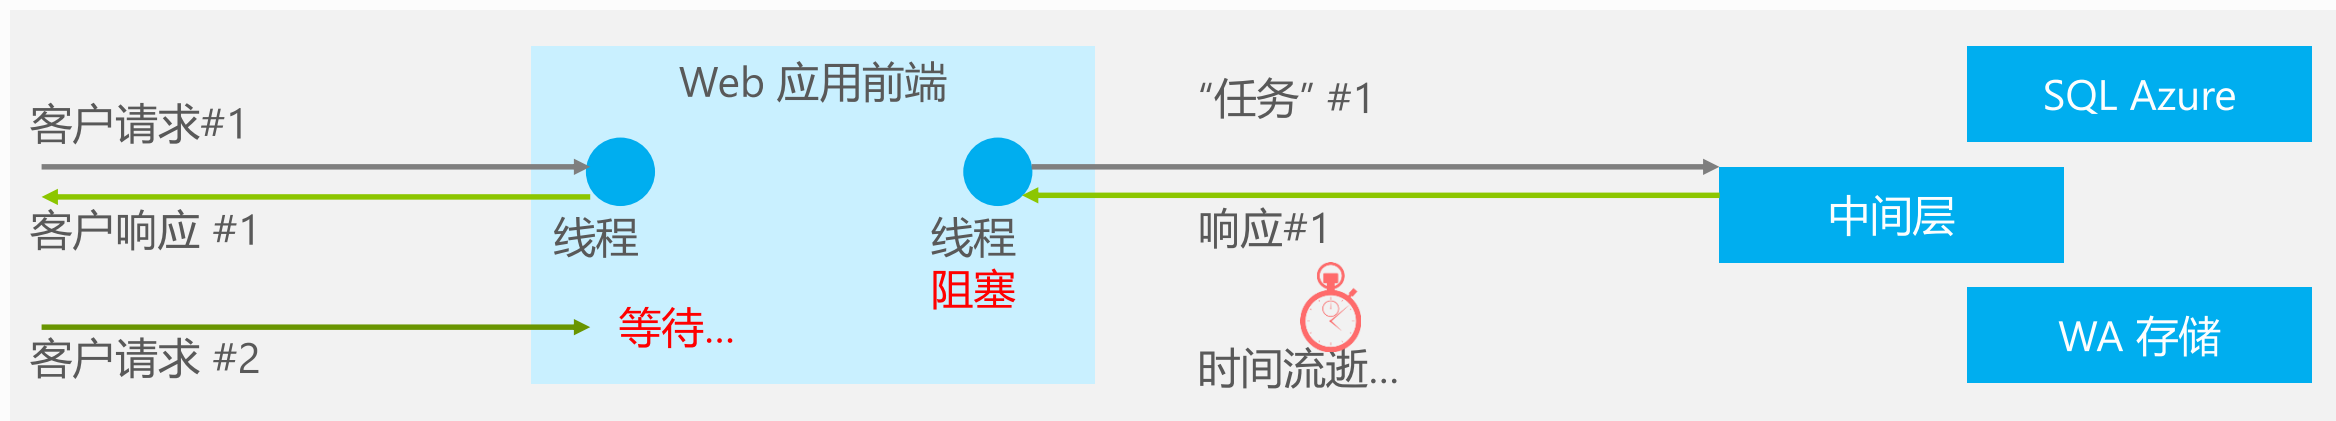 Web 应用前端
客户请求#1
客户响应 #1
线程
等待...
客户请求 #2
线程
阻塞
“任务” #1
响应#1
时间流逝...
SQL Azure
中间层
WA 存储